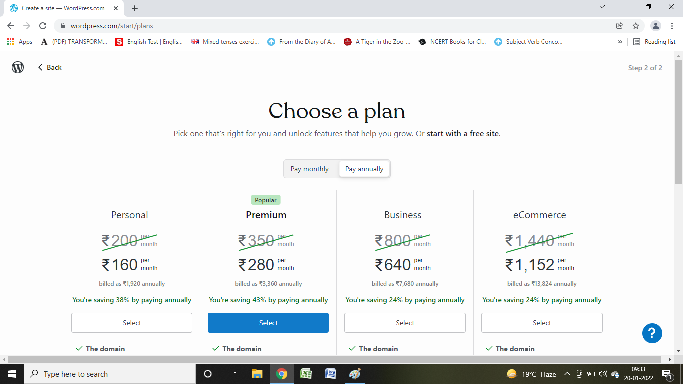 Create a site — WordPress.com
wordpress.com/start/plans
Apps
(PDF) TRANSFORM...
English Test | Englis...
Mixed tenses exerci...
From the Diary of A...
A Tiger in the Zoo -...
NCERT Books for Cl...
Subject Verb Conco...
»
Reading list
Back
Step 2 of 2
Choose a plan
Pick one that's right for you and unlock features that help you grow. Or start with a free site.
Pay monthly
Pay annually
Popular
Personal
Premium
Business
eCommerce
₹200 per month
₹350 per month
₹800 per month
₹1,440 per month
₹160 per month
₹280 per month
₹640 per month
₹1,152 per month
billed as ₹1,920 annually
billed as ₹3,360 annually
billed as ₹7,680 annually
billed as ₹13,824 annually
You're saving 38% by paying annually
You're saving 43% by paying annually
You're saving 24% by paying annually
You're saving 24% by paying annually
Select
Select
Select
Select
?
The domain
The domain
The domain
The domain
Type here to search
19°C Haze
09:33
20-01-2022